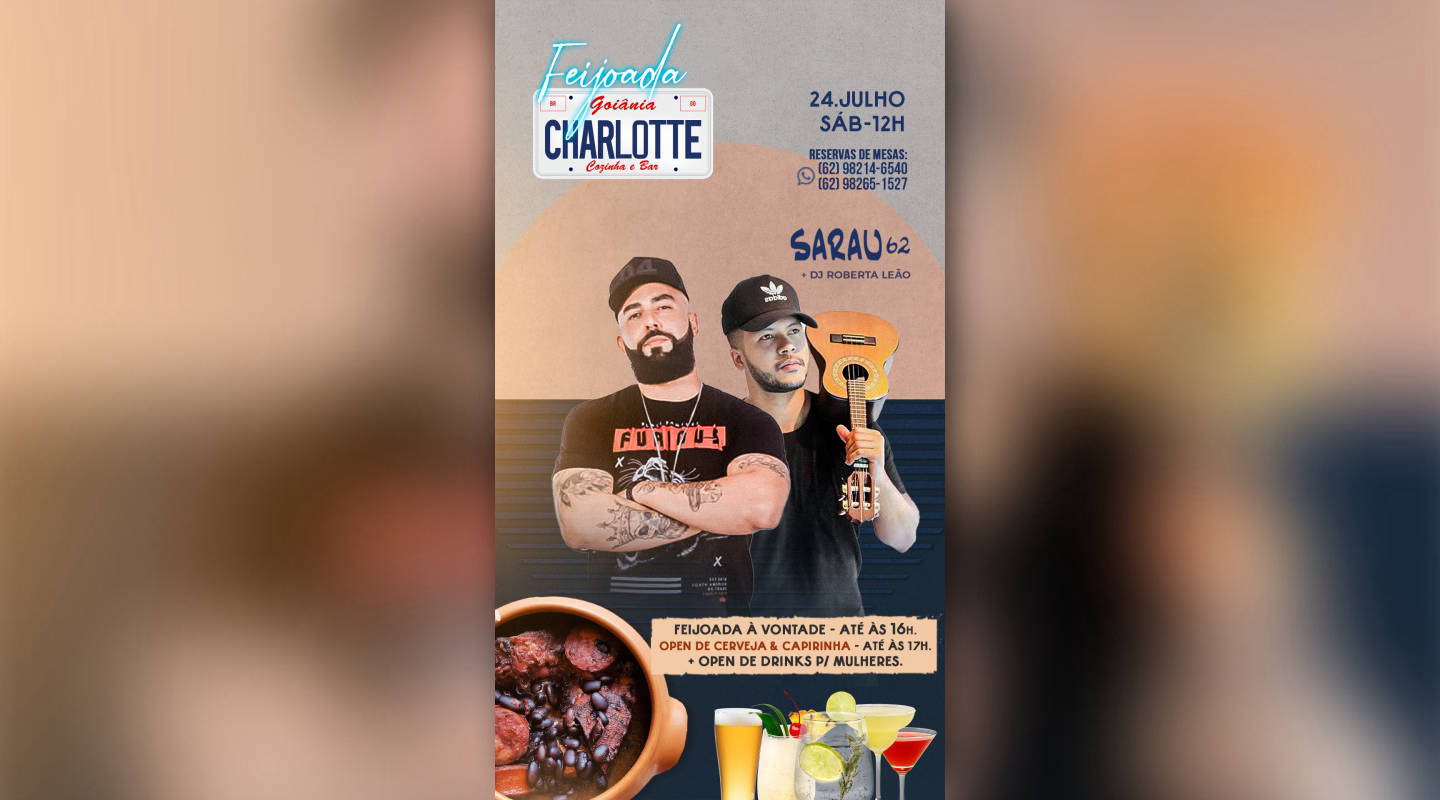 Feijoada
BR
Goiânia
GO
CHARLOTTE
Cozinha e Bar
24.JULHO
SÁB-12H
RESERVAS DE MESAS:
(62) 98214-6540
(62) 98265-1527
SARAU 62
+ DJ ROBERTA LEÃO
FEIJOADA À VONTADE - ATÉ ÀS 16H.
OPEN DE CERVEJA & CAPIRINHA - ATÉ ÀS 17H.
+ OPEN DE DRINKS P/ MULHERES.